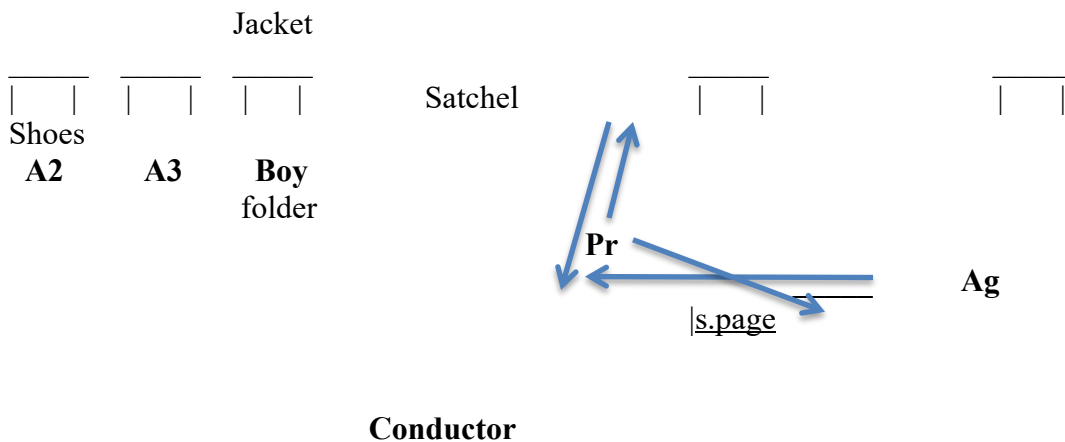 Jacket
Satchel
Shoes
A2 A3 Boy
folder
Pr
Ag
|s.page
Conductor